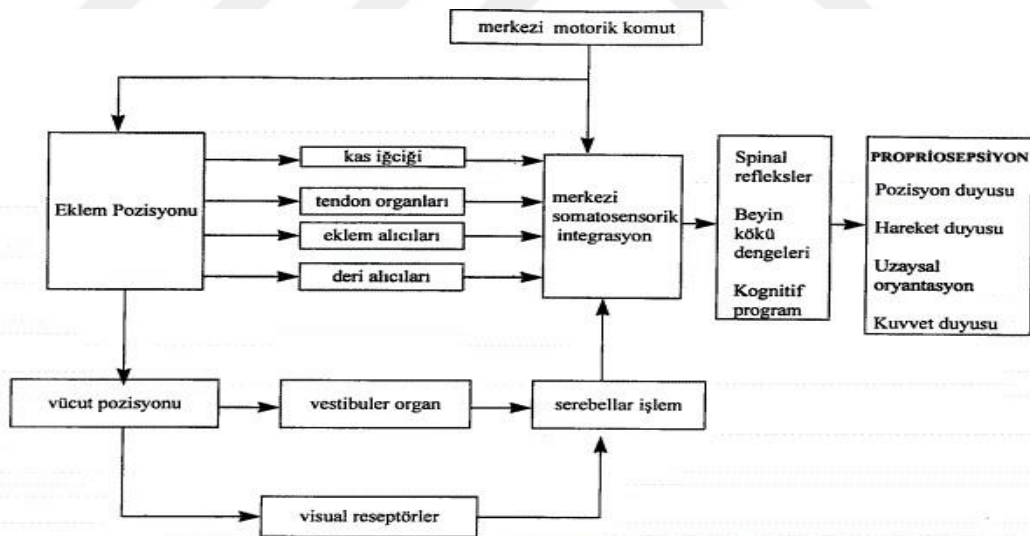 merkezi motorik komut
Eklem Pozisyonu
kas iğciği
tendon organları
eklem alıcıları
deri alıcıları
merkezi
somatosensorik
integrasyon
Spinal
refleksler
Beyin
kökü
dengeleri
Kognitif
program
PROPRİOSEPSİYON
Pozisyon duyusu
Hareket duyusu
Uzaysal
oryantasyon
Kuvvet duyusu
vücut pozisyonu
vestibuler organ
serebellar işlem
visual reseptörler